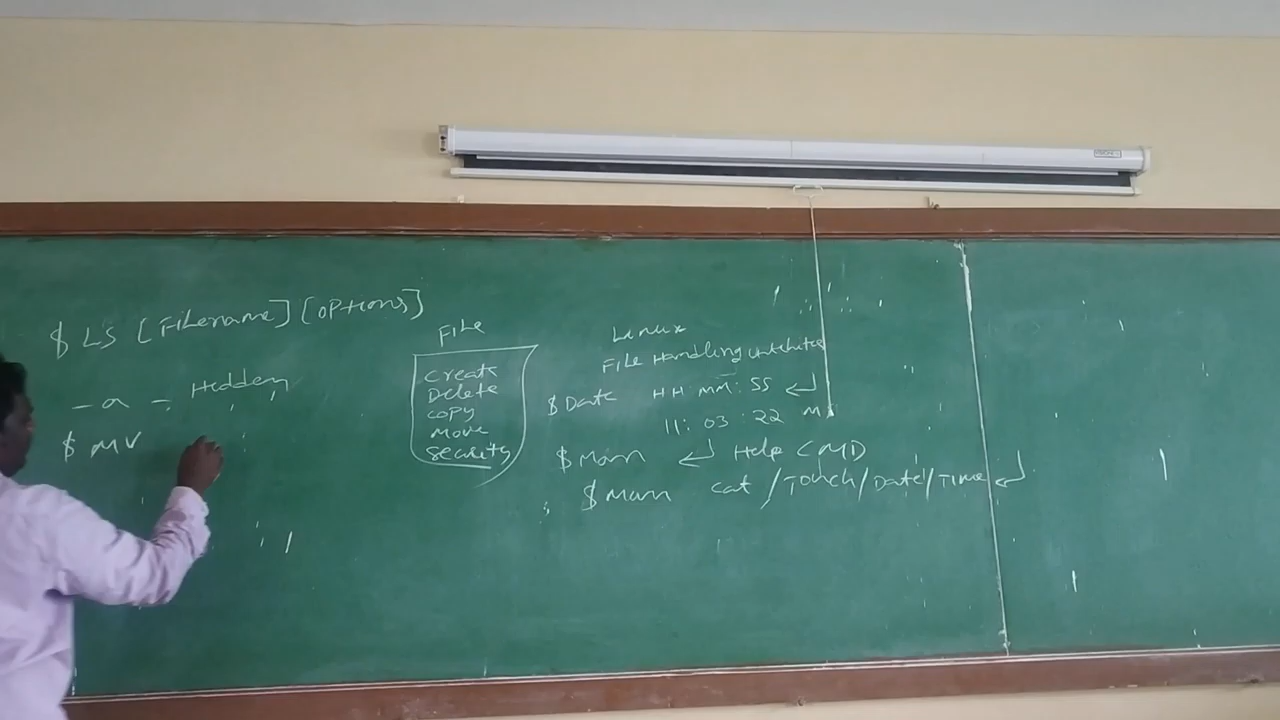 $ LS [Filename] [options]
- a - Hidden
$ MV
File
Create
Delete
Copy
Move
Security
Linux
File Handling
$ Date HH MM: SS ↵
11: 03 : 22
$ Man ↵ Help CMD
$ man cat /Touch/Date/Time ↵